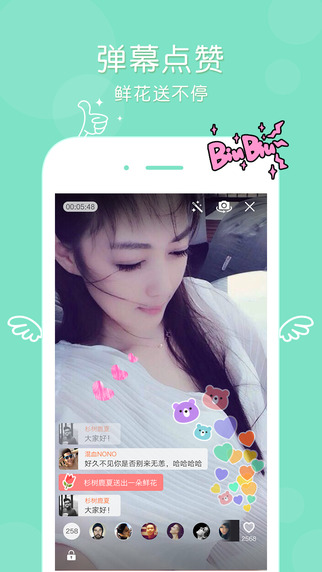 弹幕点赞
鲜花送不停
Biu Biu
00:05:48
杉树鹿夏
大家好!
混血NONO
好久不见你是否别来无恙,哈哈哈哈
杉树鹿夏送出一朵鲜花
杉树鹿夏
大家好!
258
2568